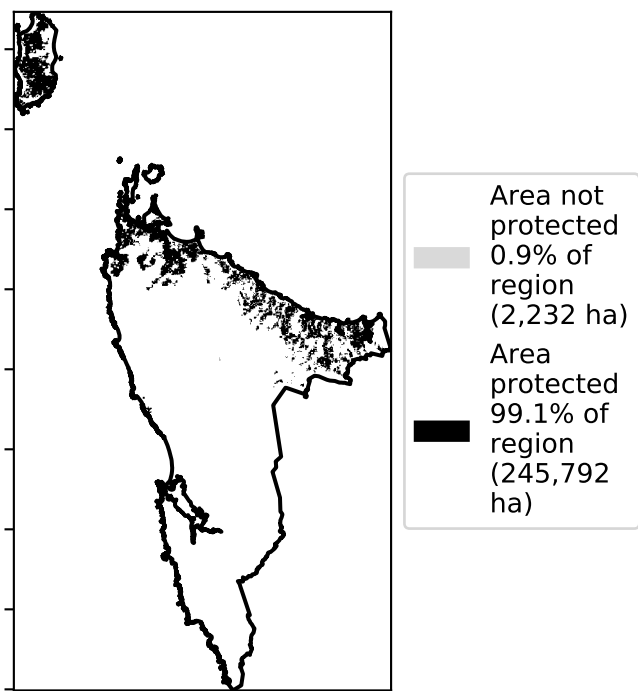 Area not
protected
0.9% of
region
(2,232 ha)
Area
protected
99.1% of
region
(245,792
ha)